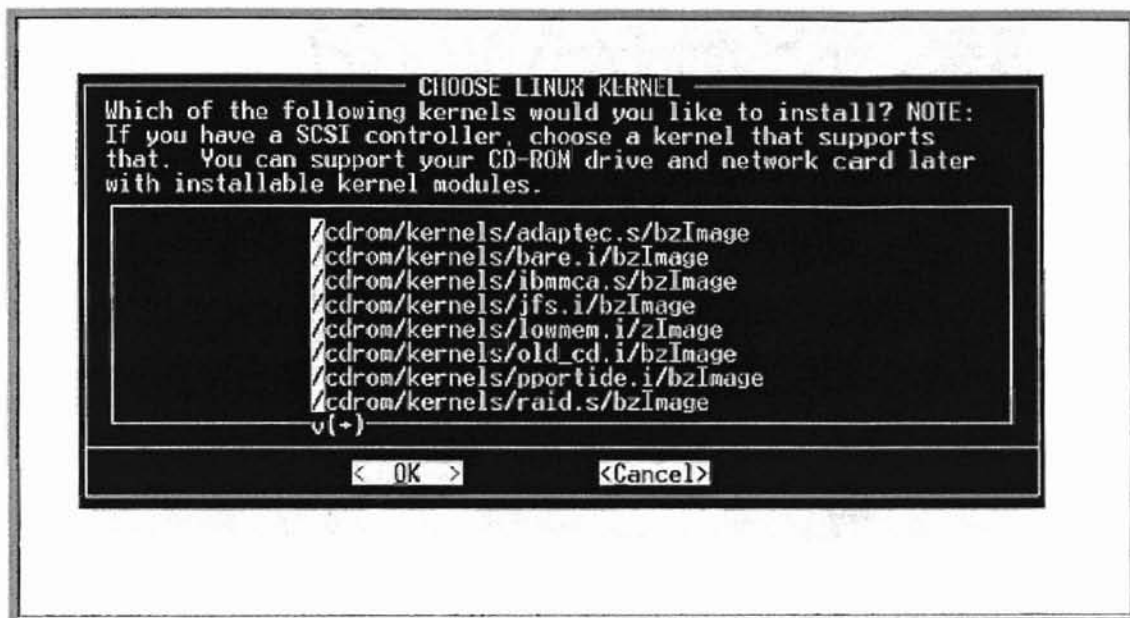 CHOOSE LINUX KERNEL
Which of the following kernels would you like to install? NOTE:
If you have a SCSI controller, choose a kernel that supports
that. You can support your CD-ROM drive and network card later
with installable kernel modules.
/cdrom/kernels/adaptec.s/bzImage
/cdrom/kernels/bare.i/bzImage
/cdrom/kernels/ibmmca.s/bzImage
/cdrom/kernels/jfs.i/bzImage
/cdrom/kernels/lowmem.i/zImage
/cdrom/kernels/old_cd.i/bzImage
/cdrom/kernels/pportide.i/bzImage
/cdrom/kernels/raid.s/bzImage
v(+)
< OK > <Cancel>